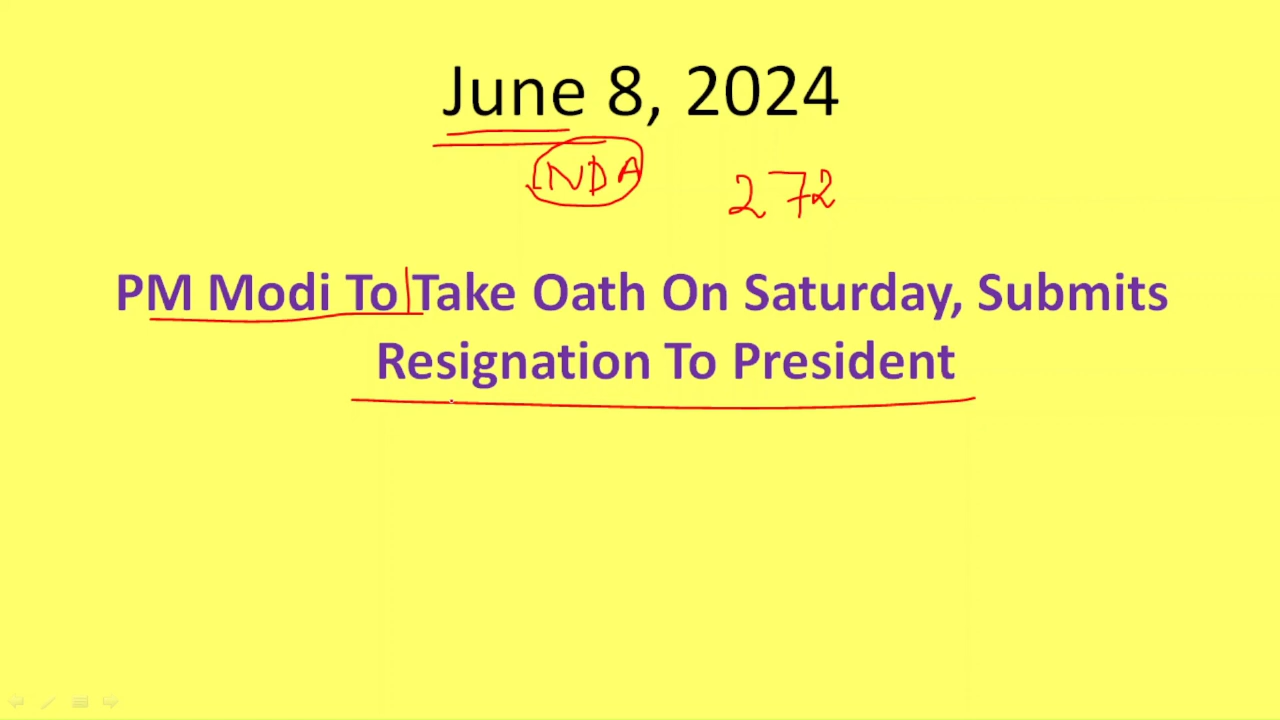 June 8, 2024
NDA 272
PM Modi To Take Oath On Saturday, Submits
Resignation To President